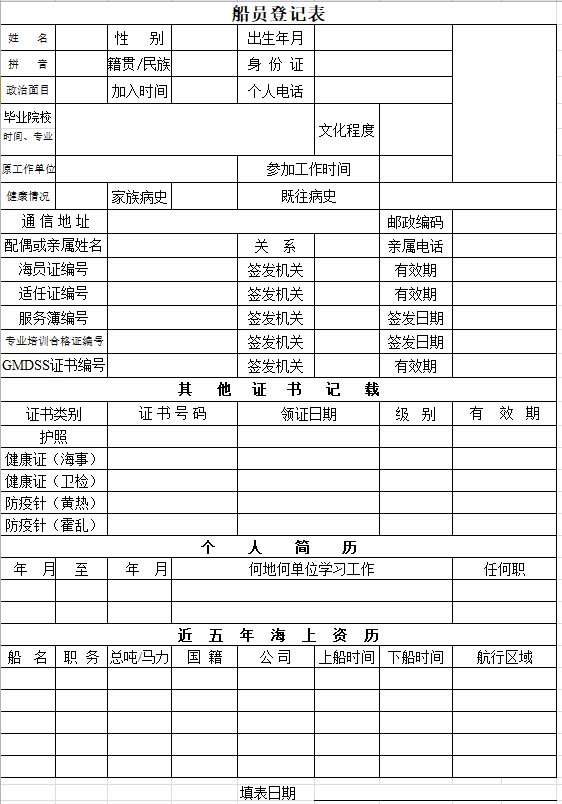 船员登记表
姓 名 性 别 出生年月
拼 音 籍贯/民族 身 份 证
政治面目 加入时间 个人电话
毕业院校
时间、专业 文化程度
原工作单位 参加工作时间
健康情况 家族病史 既往病史
通 信 地 址 邮政编码
配偶或亲属姓名 关 系 亲属电话
海员证编号 签发机关 有效期
适任证编号 签发机关 有效期
服务簿编号 签发机关 签发日期
专业培训合格证编号 签发机关 签发日期
GMDSS证书编号 签发机关 有效期
其 他 证 书 记 载
证书类别 证 书 号 码 领证日期 级 别 有 效 期
护照
健康证（海事）
健康证（卫检）
防疫针（黄热）
防疫针（霍乱）
个 人 简 历
年 月 至 年 月 何地何单位学习工作 任何职
近 五 年 海 上 资 历
船 名 职 务 总吨/马力 国 籍 公 司 上船时间 下船时间 航行区域
填表日期